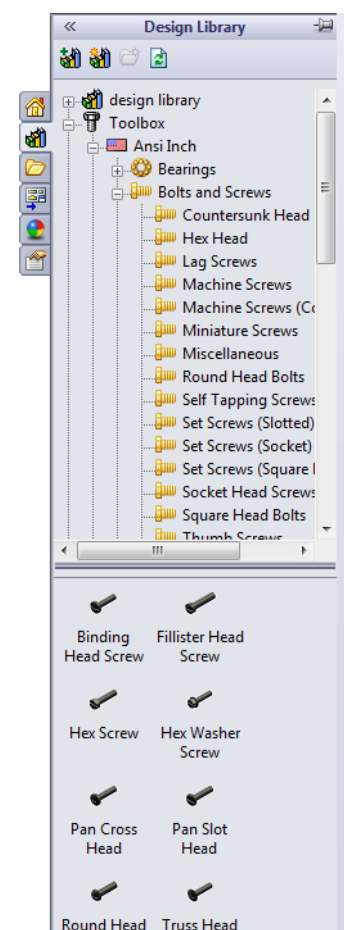 Design Library
design library
Toolbox
Ansi Inch
Bearings
Bolts and Screws
Countersunk Head
Hex Head
Lag Screws
Machine Screws
Machine Screws (Co
Miniature Screws
Miscellaneous
Round Head Bolts
Self Tapping Screws
Set Screws (Slotted)
Set Screws (Socket)
Set Screws (Square
Socket Head Screws
Square Head Bolts
Thumb Screws
Binding Fillister Head
Head Screw Screw
Hex Screw Hex Washer
Screw
Pan Cross Pan Slot
Head Head
Round Head Truss Head